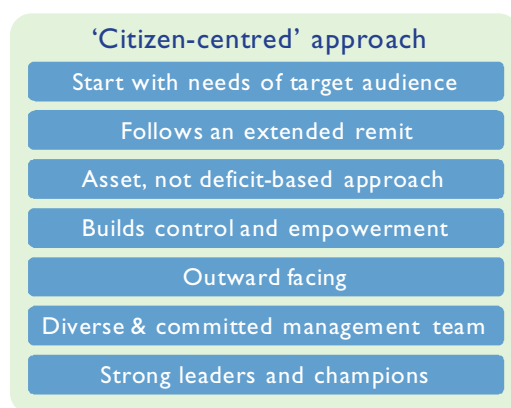 ‘Citizen-centred’ approach
Start with needs of target audience
Follows an extended remit
Asset, not deficit-based approach
Builds control and empowerment
Outward facing
Diverse & committed management team
Strong leaders and champions